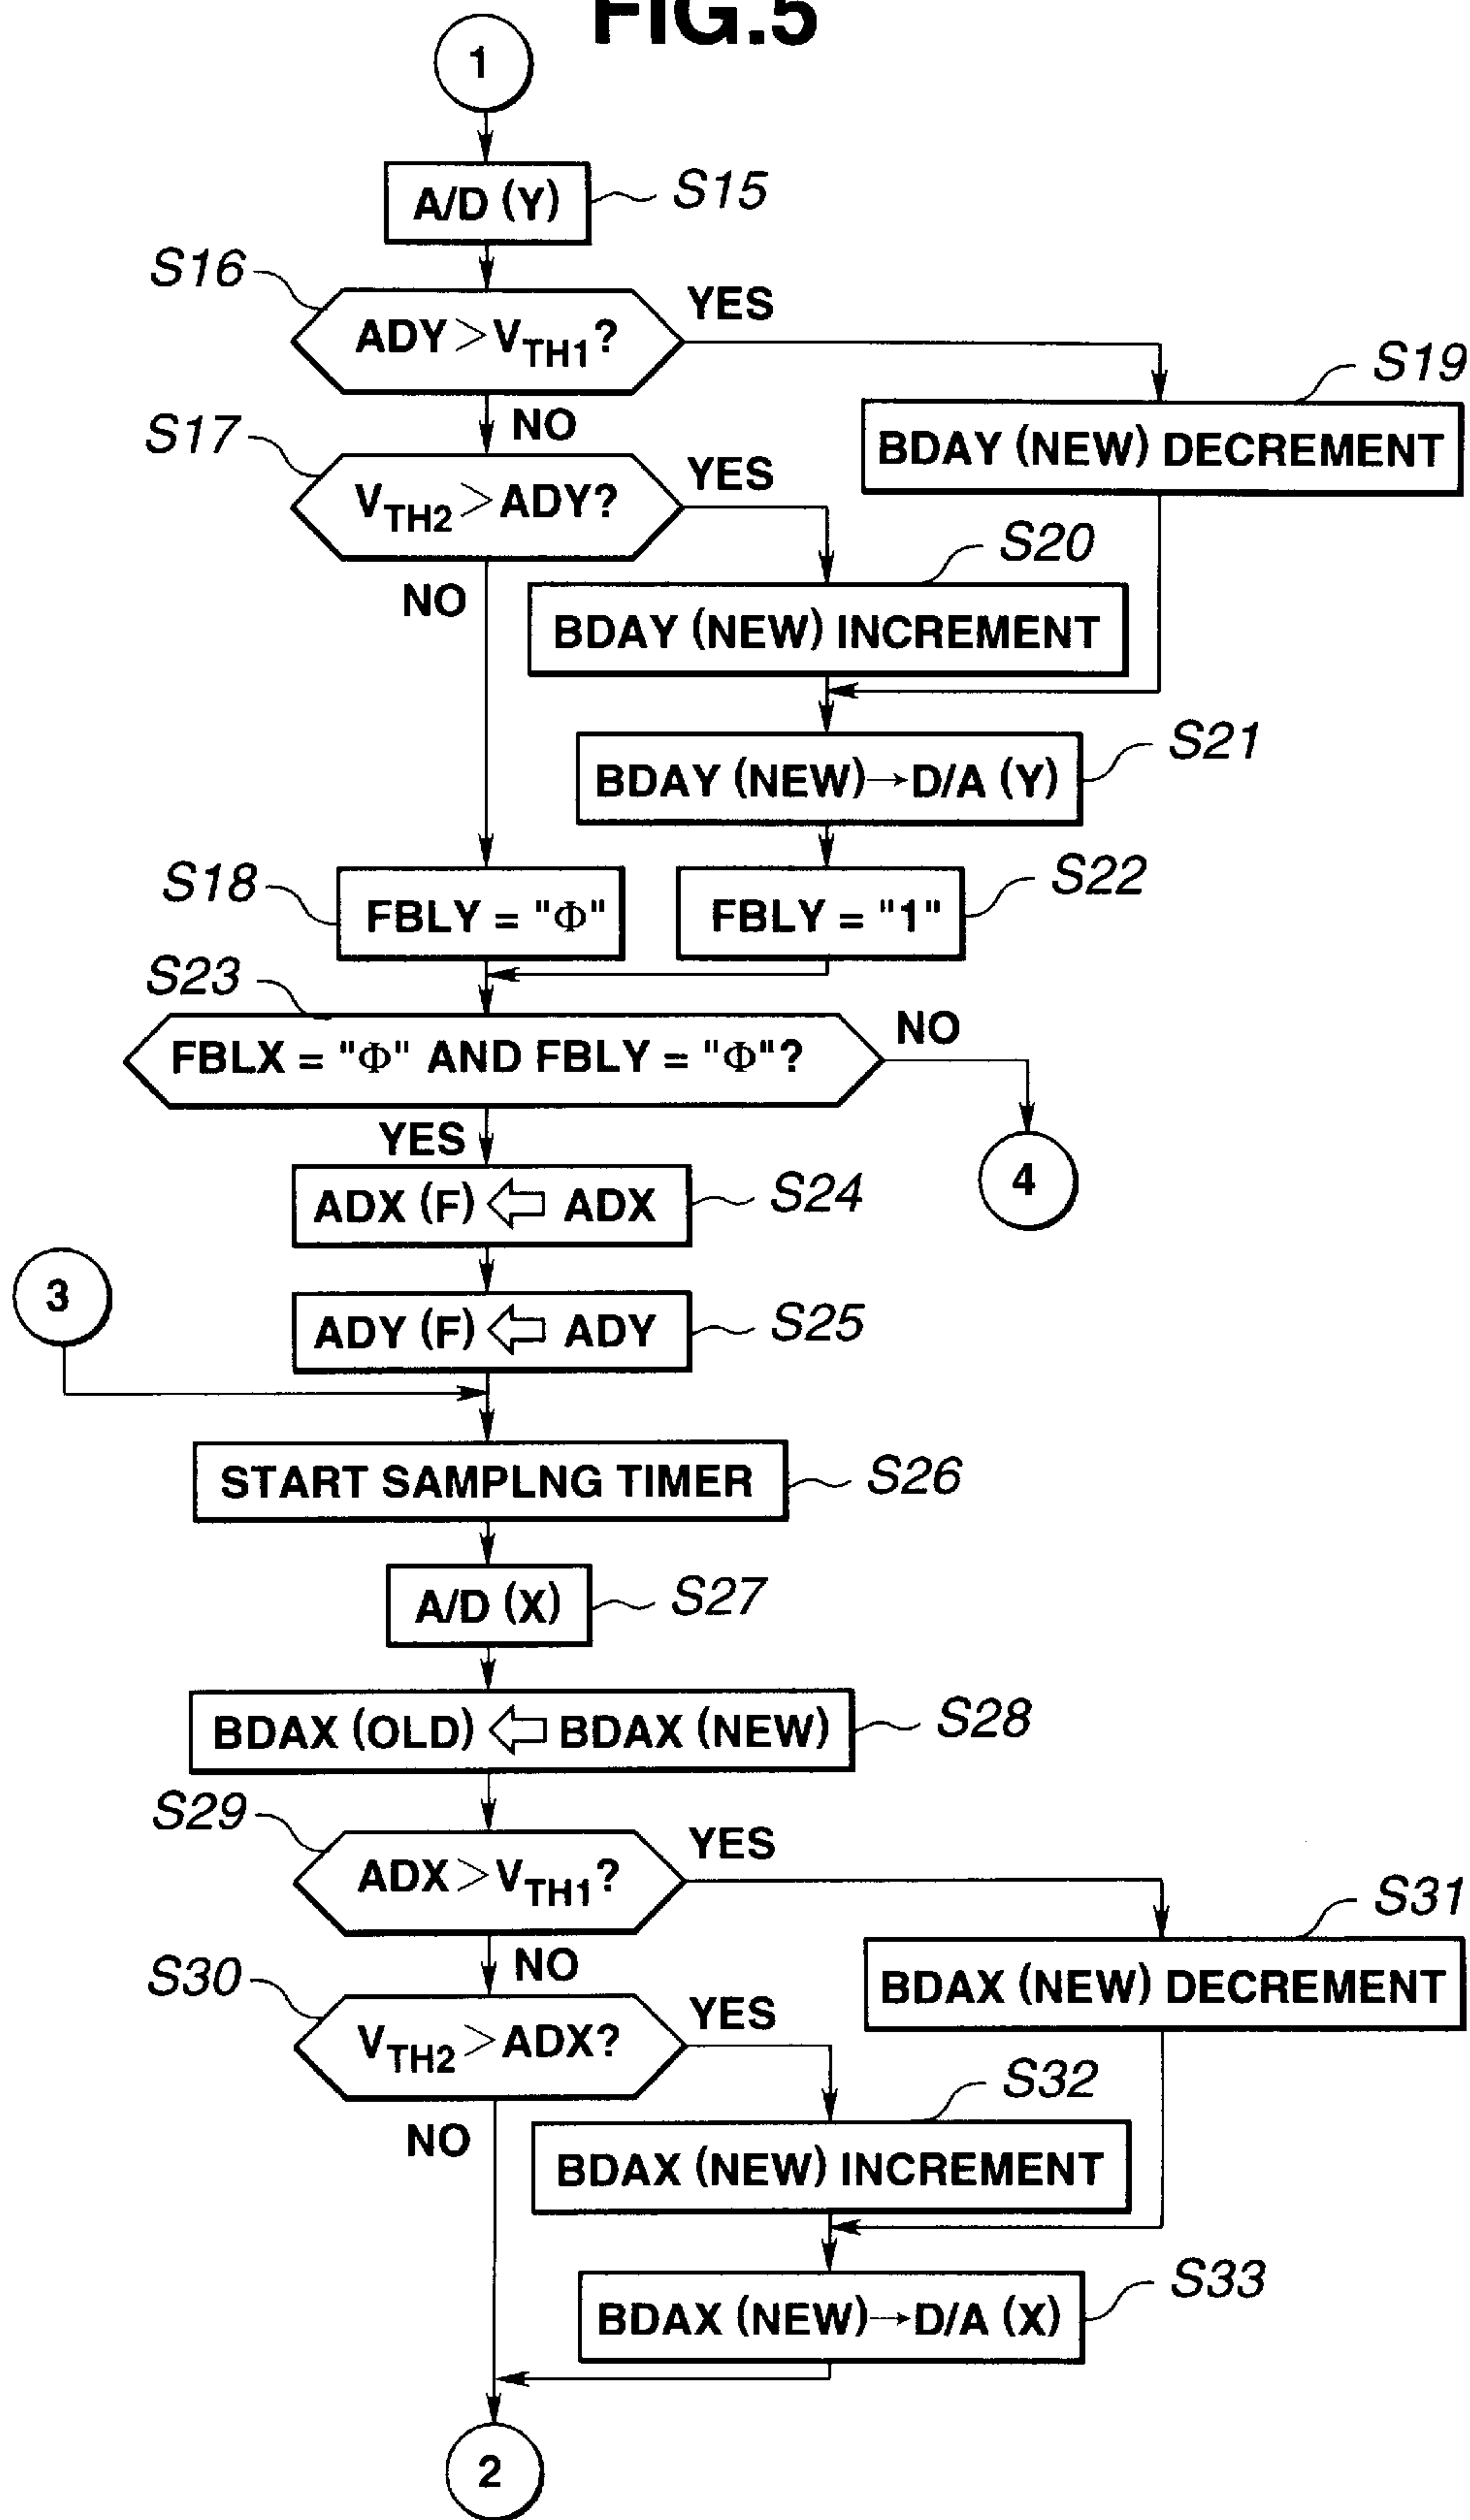 FIG.5
1
A/D (Y)
S15
S16
ADY > VTH1 ?
YES
NO
S19
BDAY (NEW) DECREMENT
S17
VTH2 > ADY?
YES
NO
S20
BDAY (NEW) INCREMENT
S21
BDAY (NEW) → D/A (Y)
S18
FBLY = "Φ"
S22
FBLY = "1"
S23
FBLX = "Φ" AND FBLY = "Φ"?
NO
YES
4
ADX (F) ⇐ ADX
S24
3
ADY (F) ⇐ ADY
S25
START SAMPLNG TIMER
S26
A/D (X)
S27
BDAX (OLD) ⇐ BDAX (NEW)
S28
S29
ADX > VTH1 ?
YES
NO
S31
BDAX (NEW) DECREMENT
S30
VTH2 > ADX?
YES
NO
S32
BDAX (NEW) INCREMENT
S33
BDAX (NEW) → D/A (X)
2